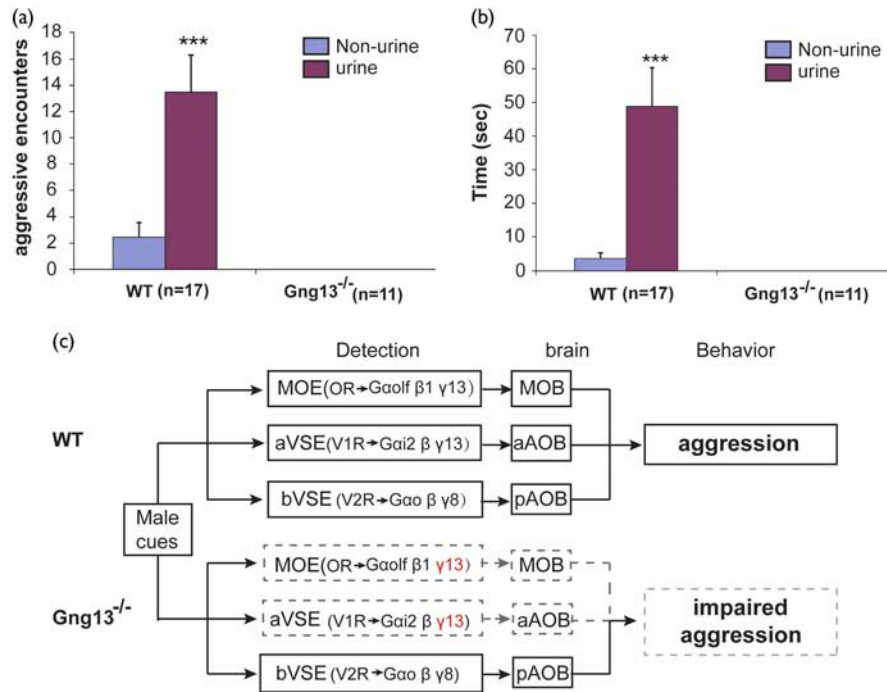 (a)
18
16
14
12
10
8
6
4
2
0
aggressive encounters
***
Non-urine
urine
WT (n=17)
Gng13-/- (n=11)
(b)
70
60
50
40
30
20
10
0
Time (sec)
***
Non-urine
urine
WT (n=17)
Gng13-/- (n=11)
(c)
Detection
brain
Behavior
WT
Male
cues
MOE(OR→Gαolf β1 γ13)
MOB
aVSE(V1R→Gαi2 β γ13)
aAOB
aggression
bVSE(V2R→Gαo β γ8)
pAOB
Gng13-/-
MOE(OR→Gαolf β1 γ13)
MOB
aVSE (V1R→Gαi2 β γ13)
aAOB
impaired
aggression
bVSE(V2R→Gαo β γ8)
pAOB